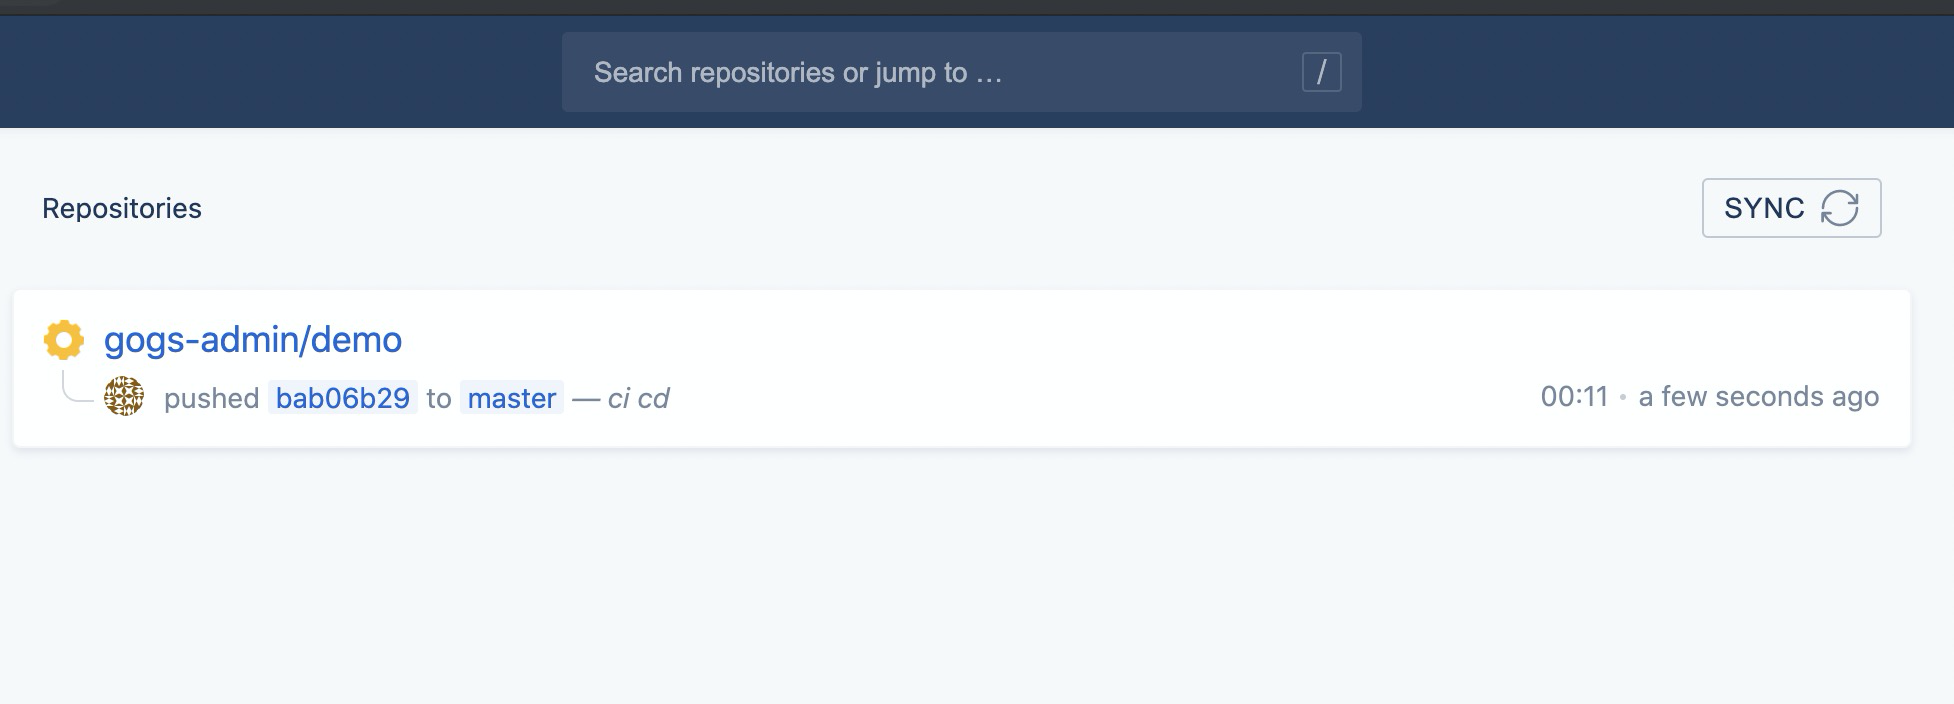 Search repositories or jump to …
/
Repositories
SYNC
gogs-admin/demo
pushed bab06b29 to master — ci cd
00:11 • a few seconds ago